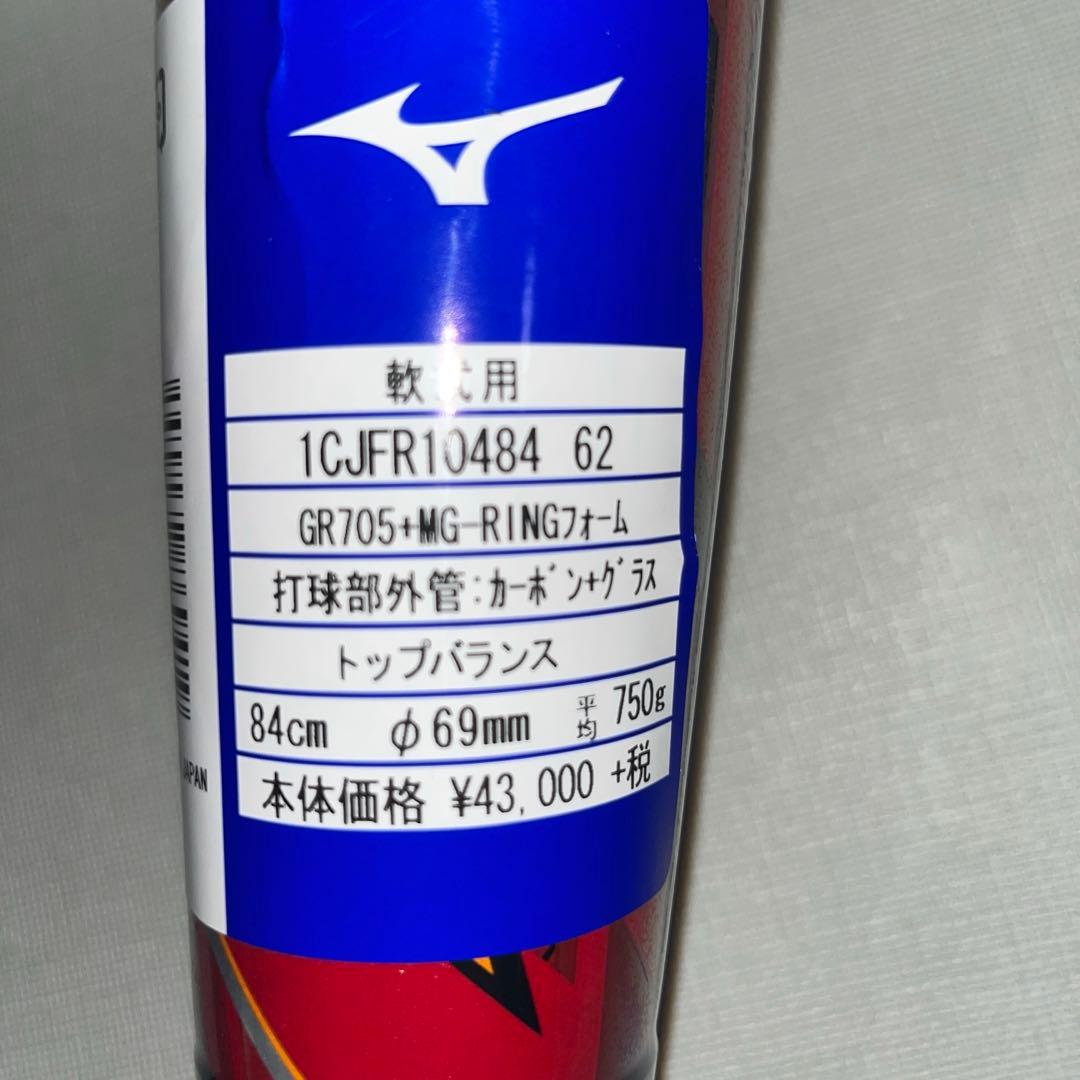 軟式用
1CJFR10484 62
GR705+MG-RINGフォーム
打球部外管:カーボン+グラス
トップバランス
84cm φ69mm 平均 750g
本体価格 ¥43,000 +税
JAPAN